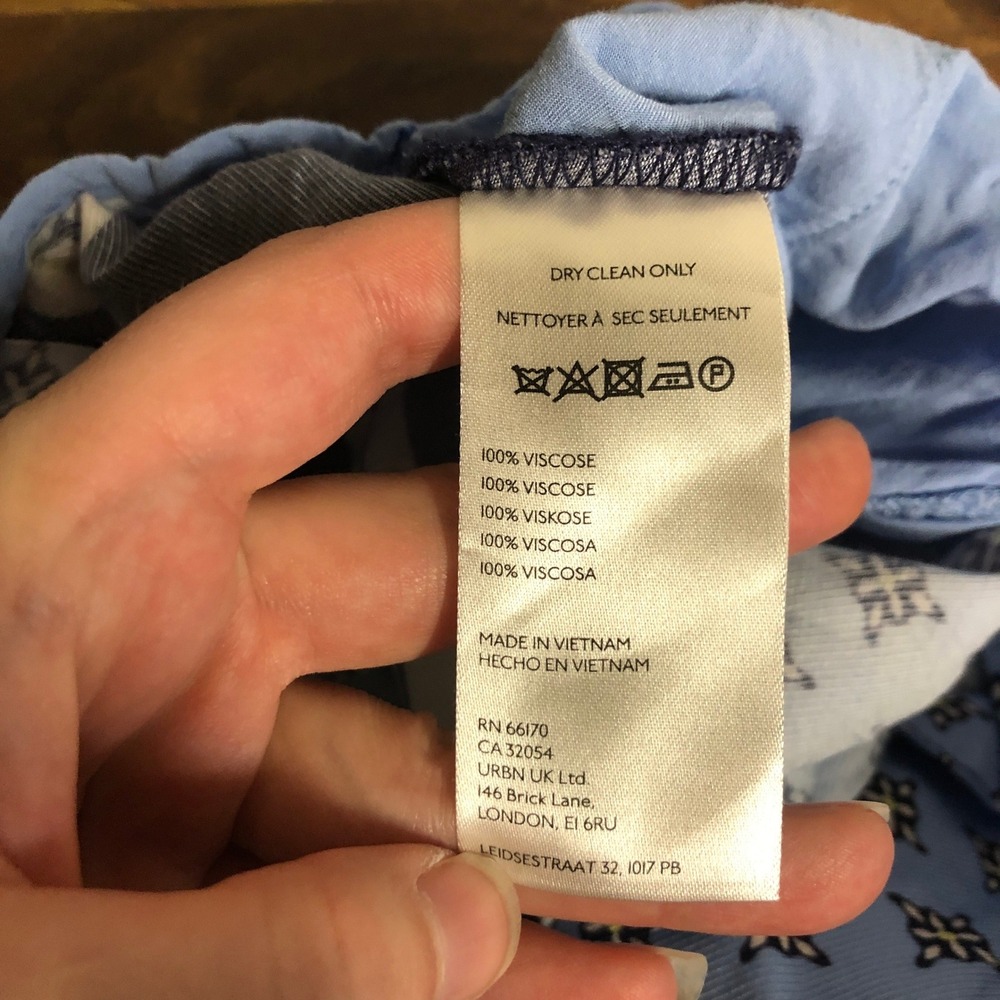 DRY CLEAN ONLY
NETTOYER À SEC SEULEMENT
P
100% VISCOSE
100% VISCOSE
100% VISKOSE
100% VISCOSA
100% VISCOSA
MADE IN VIETNAM
HECHO EN VIETNAM
RN 66170
CA 32054
URBN UK Ltd.
146 Brick Lane,
LONDON, E1 6RU
LEIDSESTRAAT 32, 1017 PB